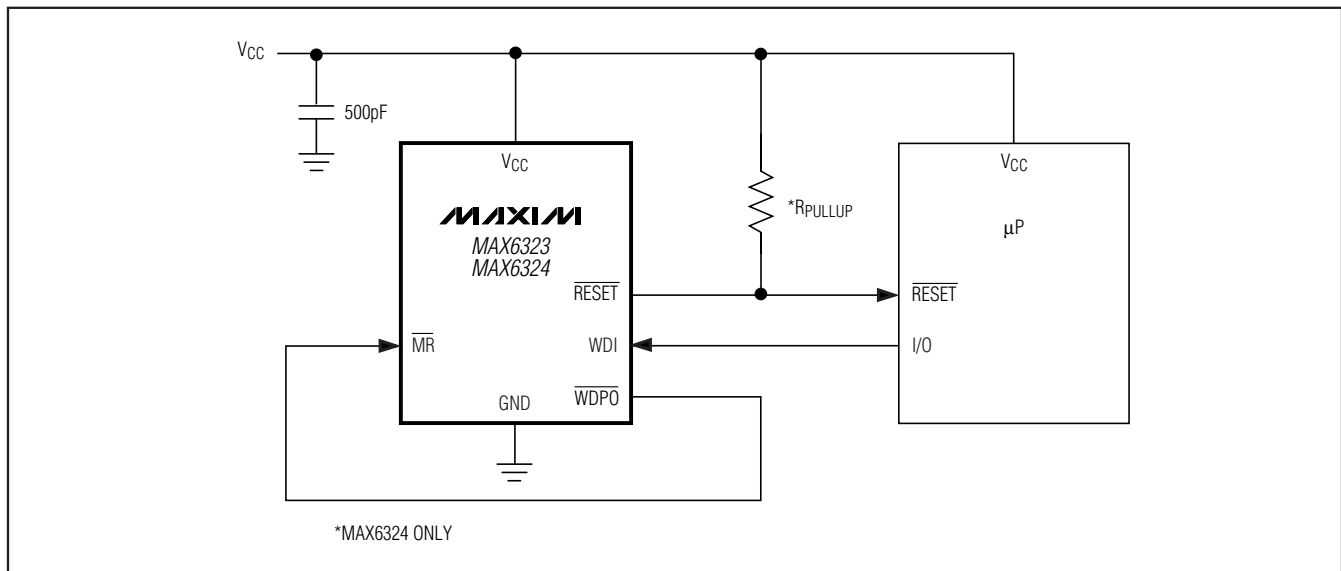 VCC
500pF
VCC
MAXIM
MAX6323
MAX6324
RESET
MR
WDI
GND
WDPO
*RPULLUP
VCC
μP
RESET
I/O
*MAX6324 ONLY